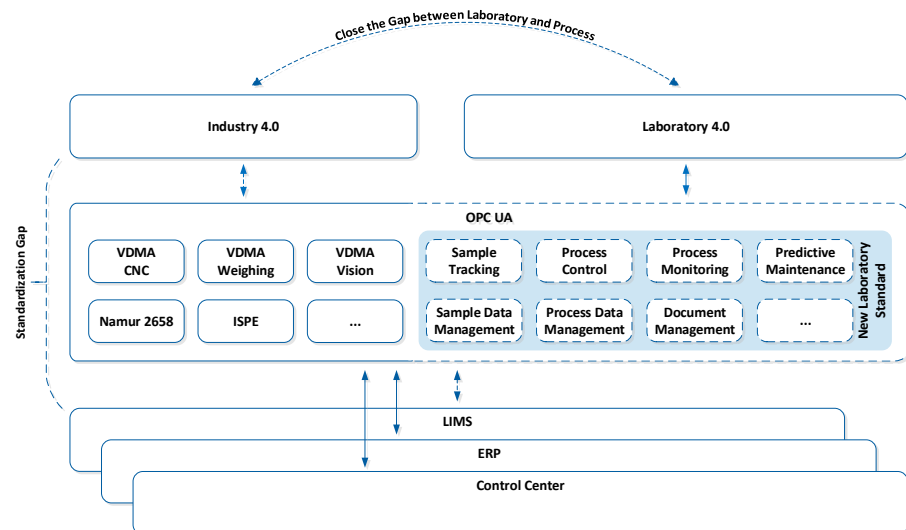 Close the Gap between Laboratory and Process
Industry 4.0
Laboratory 4.0
Standardization Gap
OPC UA
VDMA
CNC
VDMA
Weighing
VDMA
Vision
Namur 2658
ISPE
...
Sample
Tracking
Process
Control
Process
Monitoring
Predictive
Maintenance
Sample Data
Management
Process Data
Management
Document
Management
...
New Laboratory
Standard
LIMS
ERP
Control Center